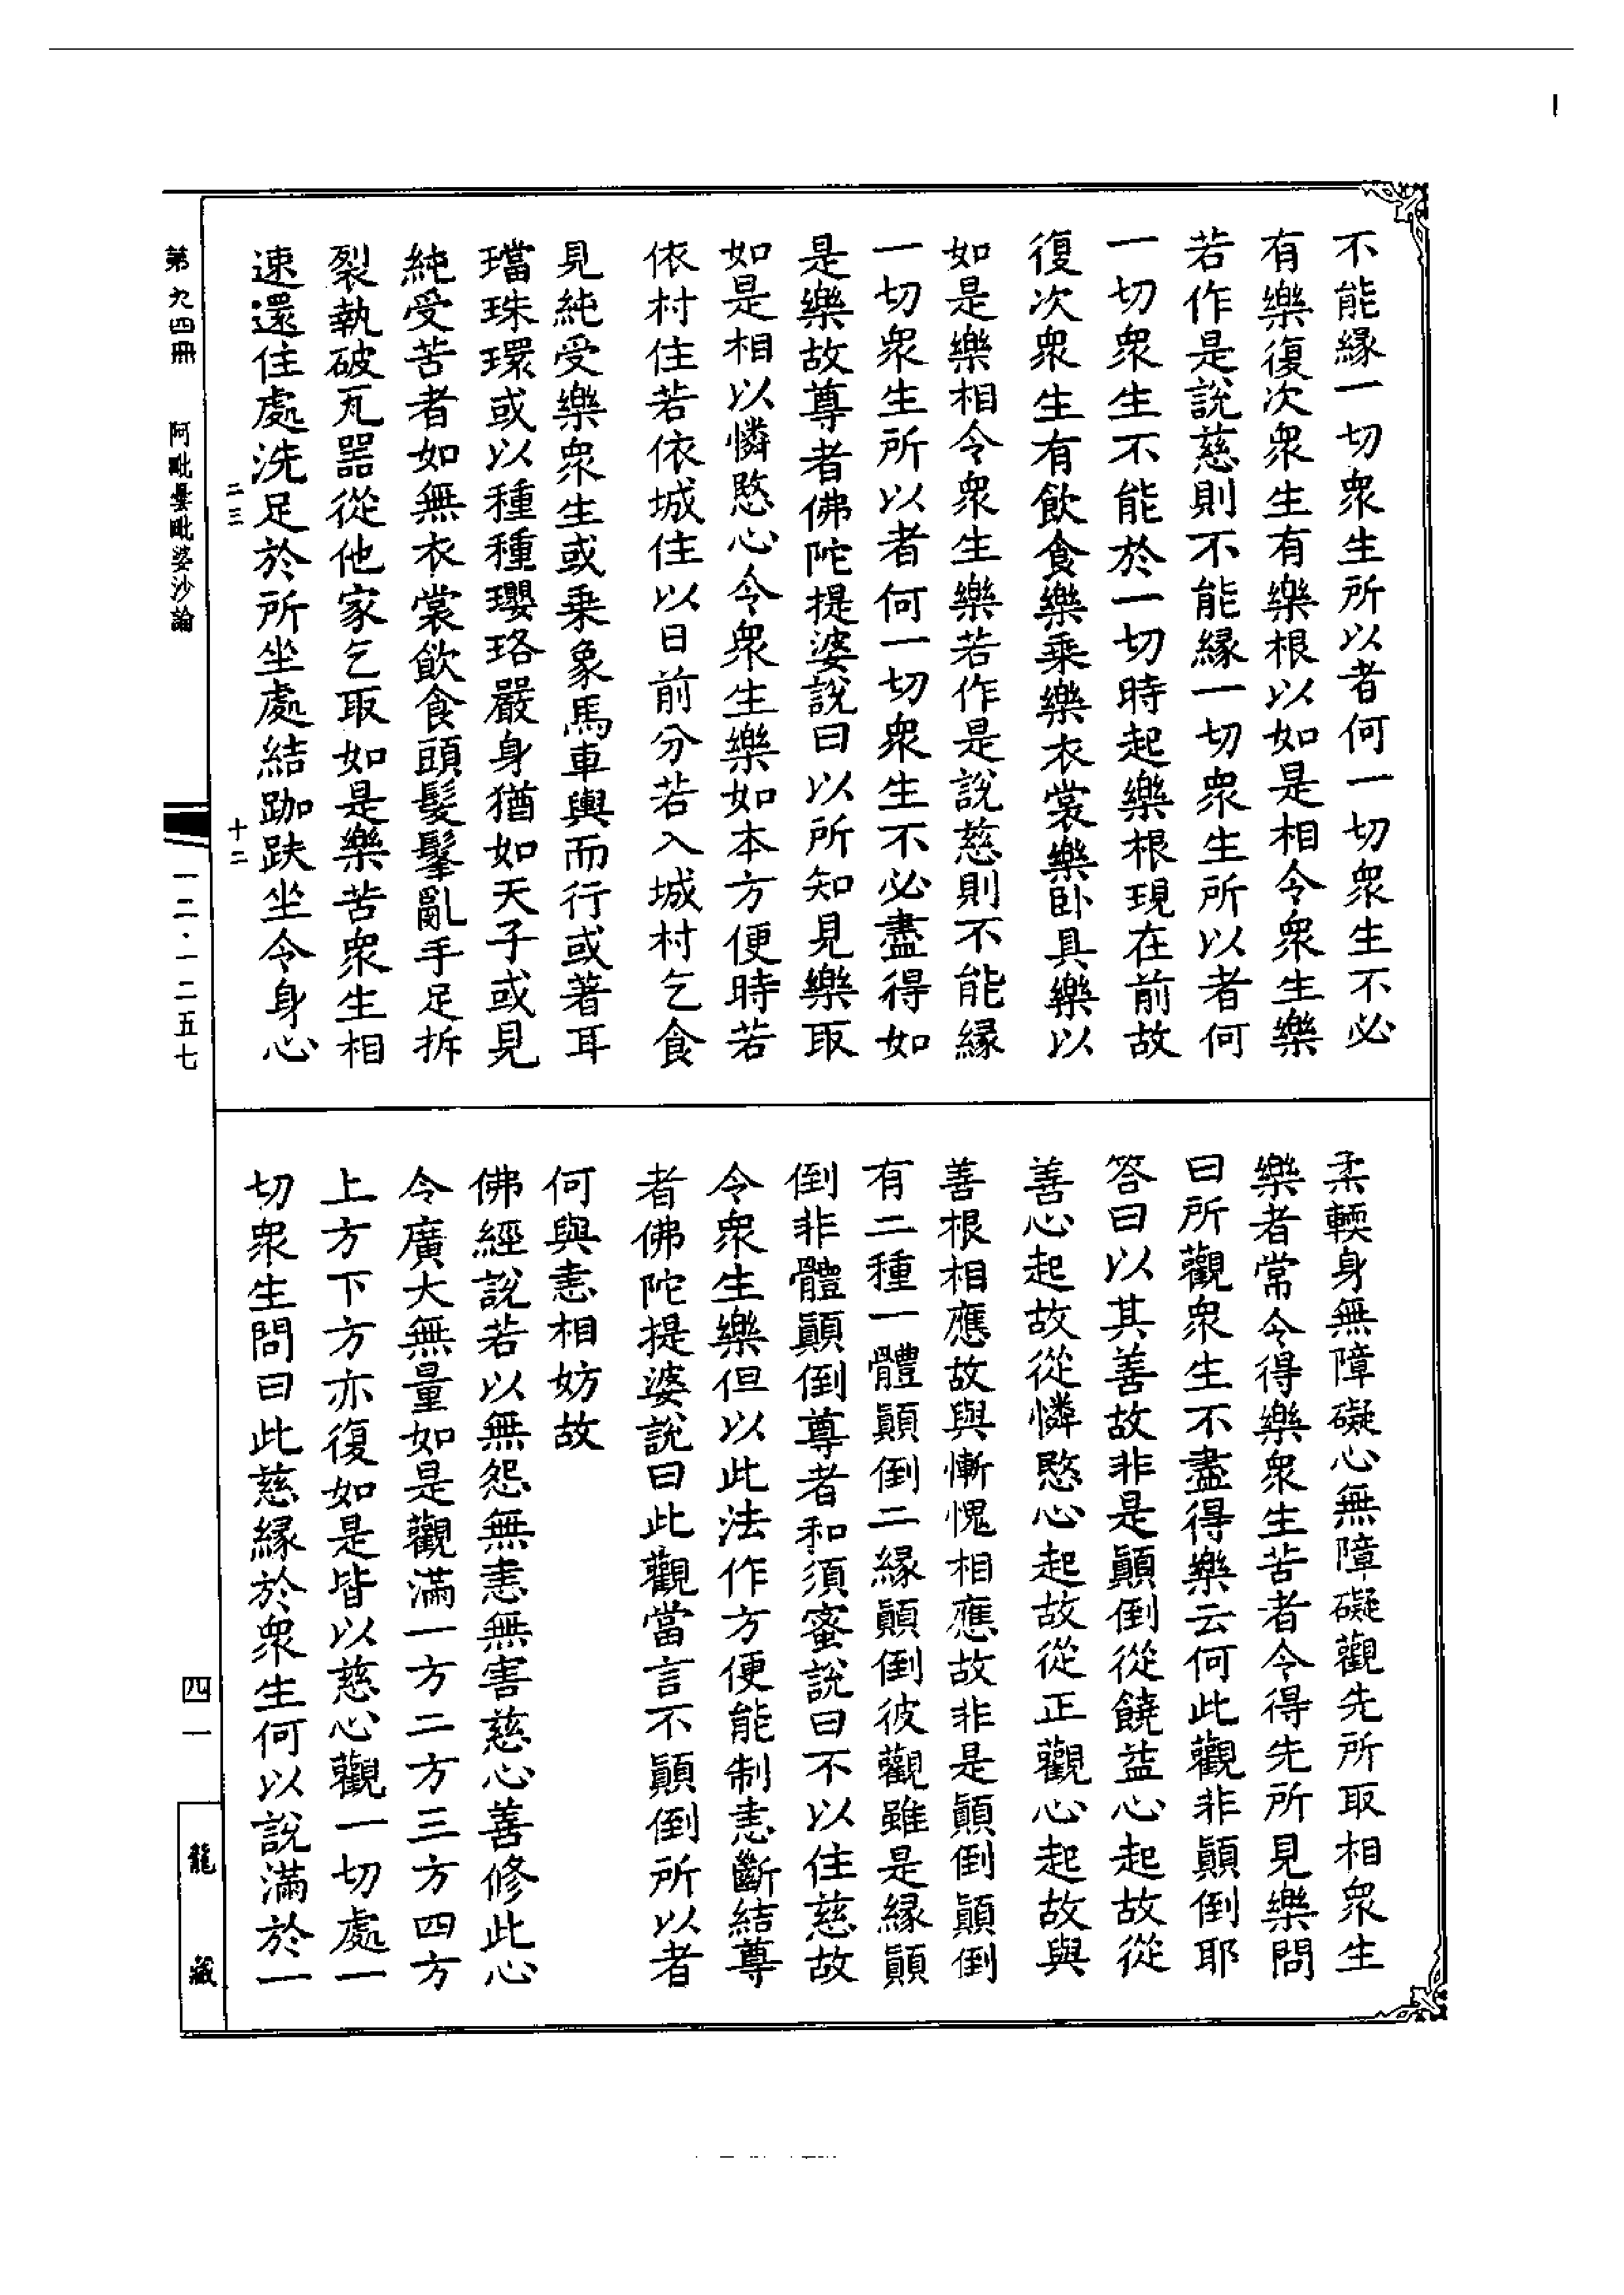 不能緣一切眾生所以者何一切眾生不必
有樂復次眾生有樂根以如是相令眾生樂
若作是說慈則不能緣一切眾生所以者何
一切眾生不能於一切時起樂根現在前故
復次眾生有飲食樂乘樂衣裳樂臥具樂以
如是樂相令眾生樂若作是說慈則不能緣
一切眾生所以者何一切眾生不必盡得如
是樂故尊者佛陀提婆說曰以所知見樂取
如是相以憐愍心令眾生樂如本方便時若
依村住若依城住以日前分若入城村乞食
見純受樂眾生或乘象馬車輿而行或著耳
璫珠環或以種種瓔珞嚴身猶如天子或見
純受苦者如無衣裳飲食頭髮髼亂手足拆
裂執破瓦器從他家乞取如是樂苦眾生相
速還住處洗足於所坐處結跏趺坐令身心
柔輭身無障礙心無障礙觀先所取相眾生
樂者常令得樂眾生苦者令得先所見樂問
曰所觀眾生不盡得樂云何此觀非顛倒耶
答曰以其善故非是顛倒從饒益心起故從
善心起故從憐愍心起故從正觀心起故與
善根相應故與慚愧相應故非是顛倒顛倒
有二種一體顛倒二緣顛倒彼觀雖是緣顛
倒非體顛倒尊者和須蜜說曰不以住慈故
令眾生樂但以此法作方便能制恚斷結尊
者佛陀提婆說曰此觀當言不顛倒所以者
何與恚相妨故
佛經說若以無怨無恚無害慈心善修此心
令廣大無量如是觀滿一方二方三方四方
上方下方亦復如是皆以慈心觀一切處一
切眾生問曰此慈緣於眾生何以說滿於一
第九四冊 阿毗曇毗婆沙論
二三
十二
一二·一二五七
四一
龍藏